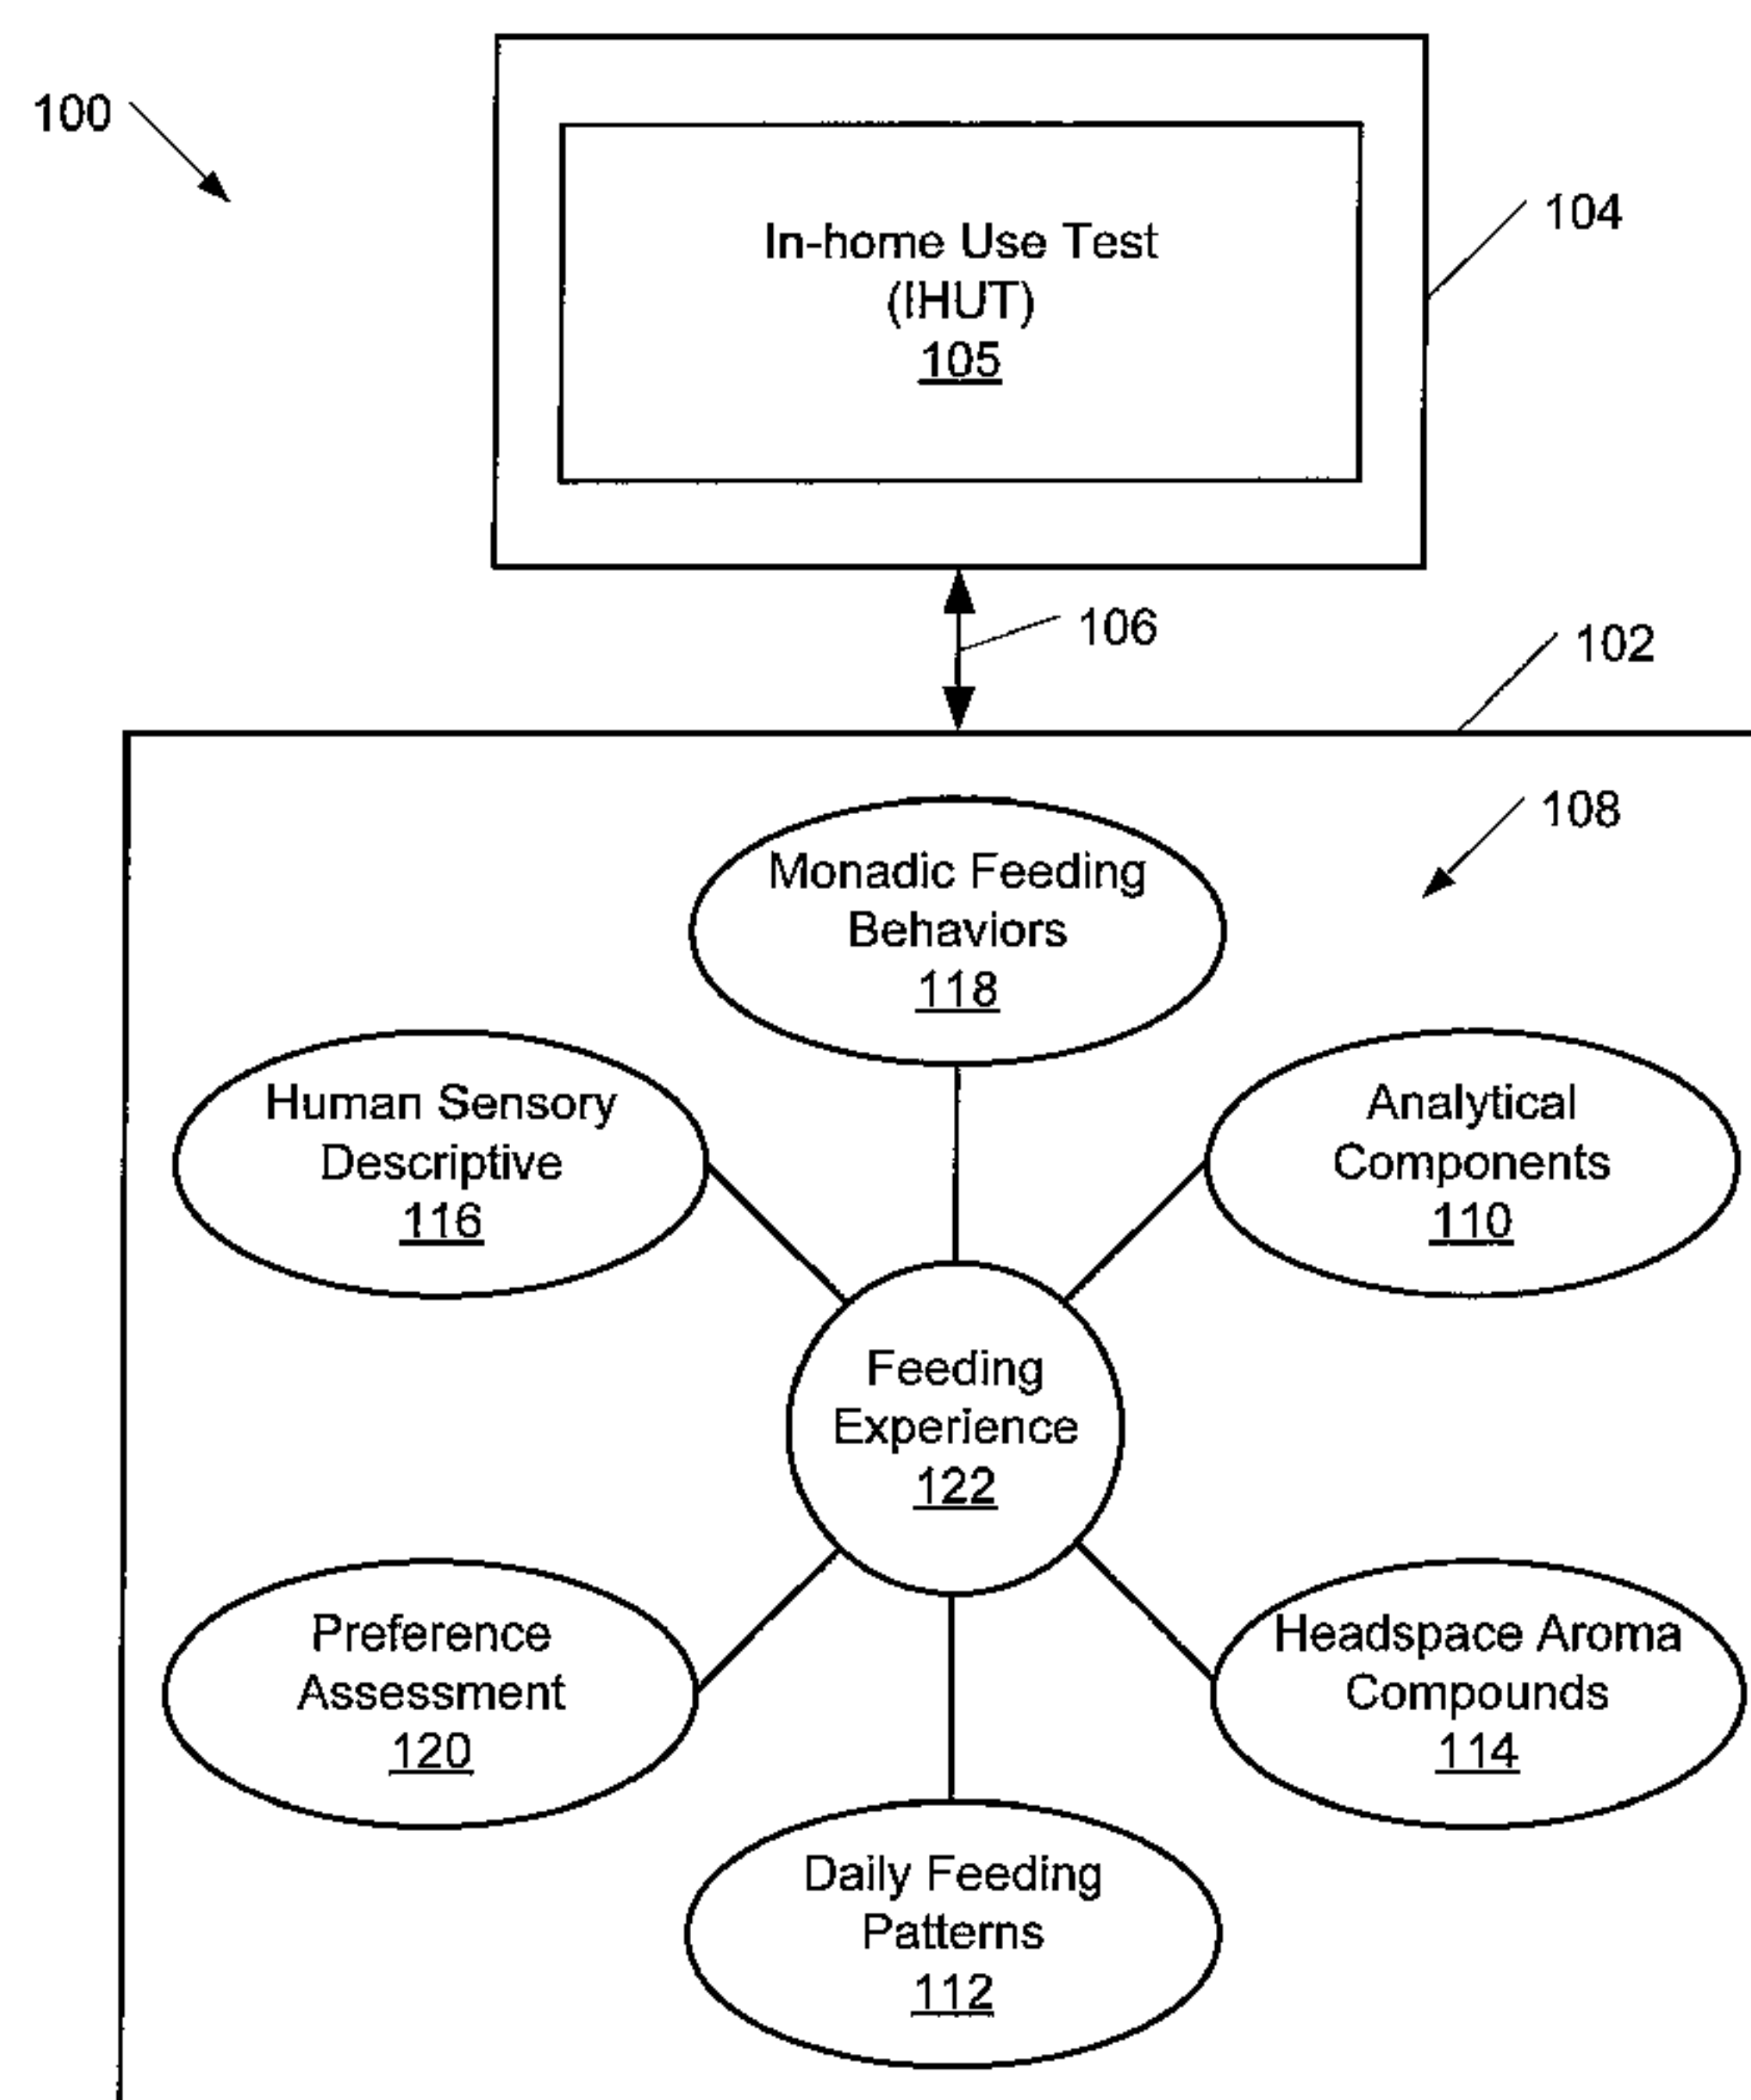 100
In-home Use Test
(IHUT)
105
104
106
102
108
Monadic Feeding
Behaviors
118
Human Sensory
Descriptive
116
Analytical
Components
110
Feeding
Experience
122
Preference
Assessment
120
Headspace Aroma
Compounds
114
Daily Feeding
Patterns
112